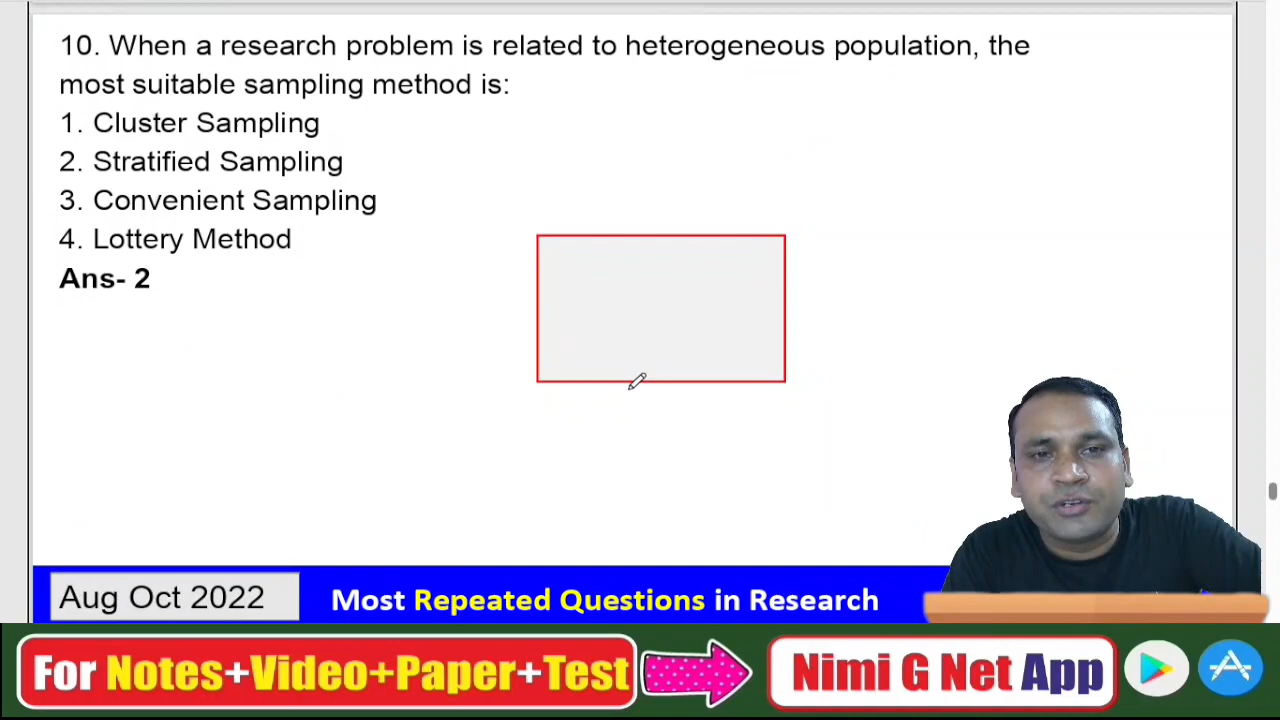 10. When a research problem is related to heterogeneous population, the
most suitable sampling method is:
1. Cluster Sampling
2. Stratified Sampling
3. Convenient Sampling
4. Lottery Method
Ans- 2
Aug Oct 2022
Most Repeated Questions in Research
For Notes+Video+Paper+Test
Nimi G Net App